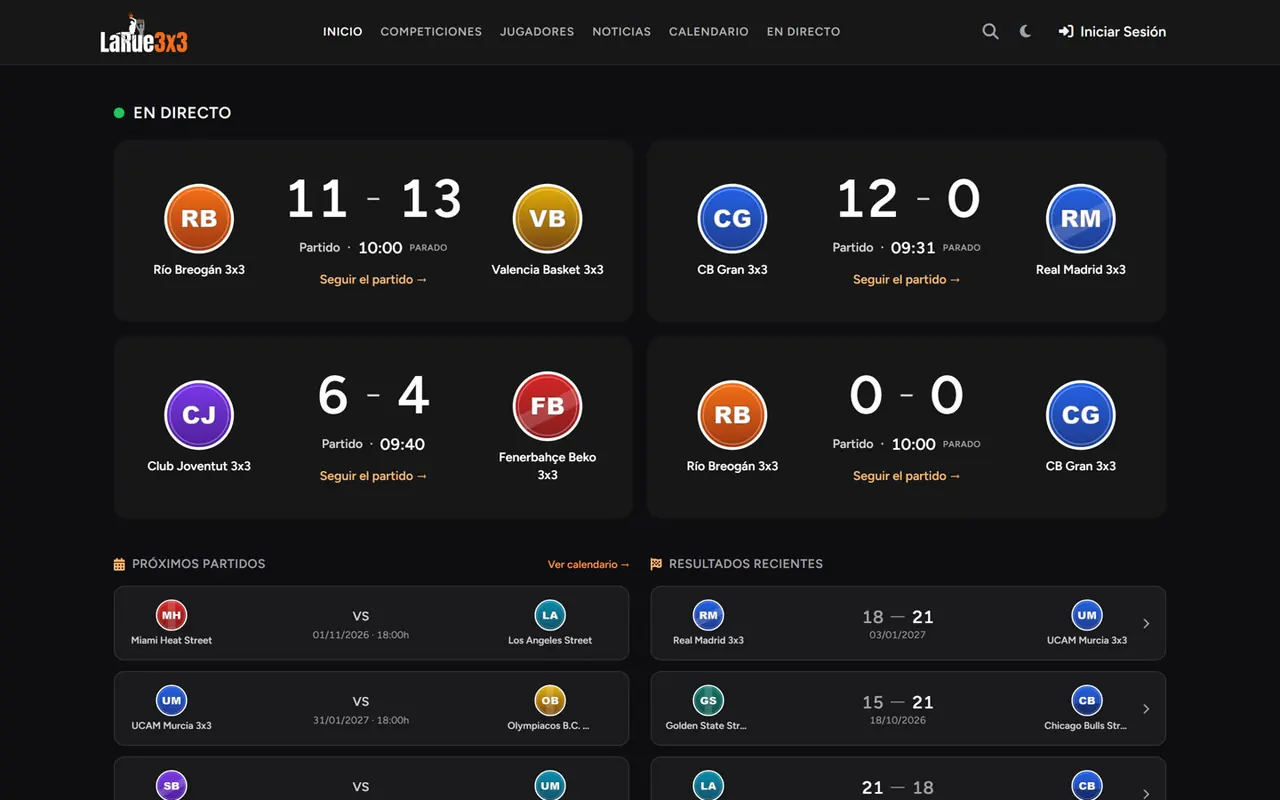 LaRue3x3
INICIO COMPETICIONES JUGADORES NOTICIAS CALENDARIO EN DIRECTO
Iniciar Sesión
EN DIRECTO
RB
Río Breogán 3x3
11 - 13
Partido · 10:00 PARADO
Seguir el partido →
VB
Valencia Basket 3x3
CG
CB Gran 3x3
12 - 0
Partido · 09:31 PARADO
Seguir el partido →
RM
Real Madrid 3x3
CJ
Club Joventut 3x3
6 - 4
Partido · 09:40
Seguir el partido →
FB
Fenerbahçe Beko
3x3
RB
Río Breogán 3x3
0 - 0
Partido · 10:00 PARADO
Seguir el partido →
CG
CB Gran 3x3
PRÓXIMOS PARTIDOS
Ver calendario →
MH
Miami Heat Street
VS
01/11/2026 · 18:00h
LA
Los Angeles Street
UM
UCAM Murcia 3x3
VS
31/01/2027 · 18:00h
OB
Olympiacos B.C. ...
SB
VS
UM
RESULTADOS RECIENTES
RM
Real Madrid 3x3
18 — 21
03/01/2027
UM
UCAM Murcia 3x3
GS
Golden State Str...
15 — 21
18/10/2026
CB
Chicago Bulls Str...
LA
21 — 18
CB